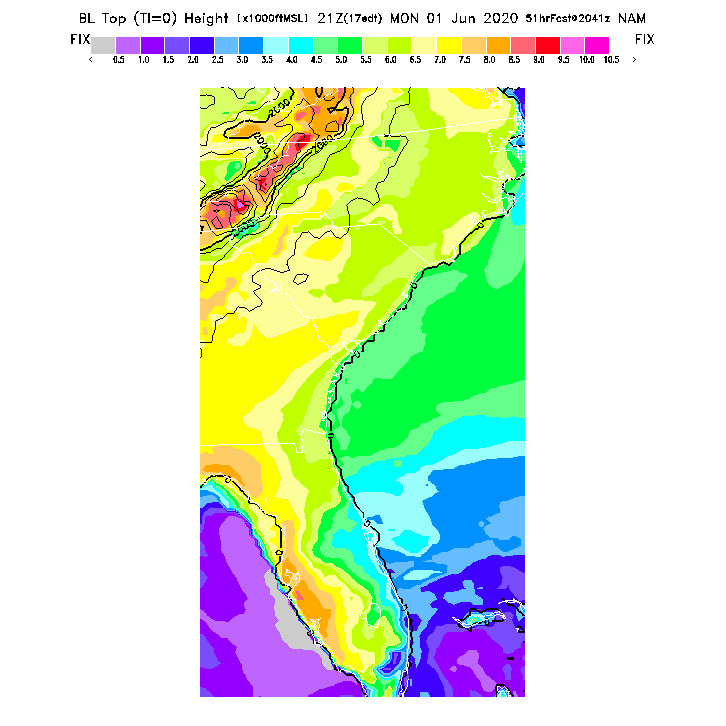 BL Top (TI=0) Height [x1000ftMSL] 21Z(17edt) MON 01 Jun 2020 51hrFcst@2041z NAM
FIX FIX
< 0.5 1.0 1.5 2.0 2.5 3.0 3.5 4.0 4.5 5.0 5.5 6.0 6.5 7.0 7.5 8.0 8.5 9.0 9.5 10.0 10.5 >
2000
2000
2000